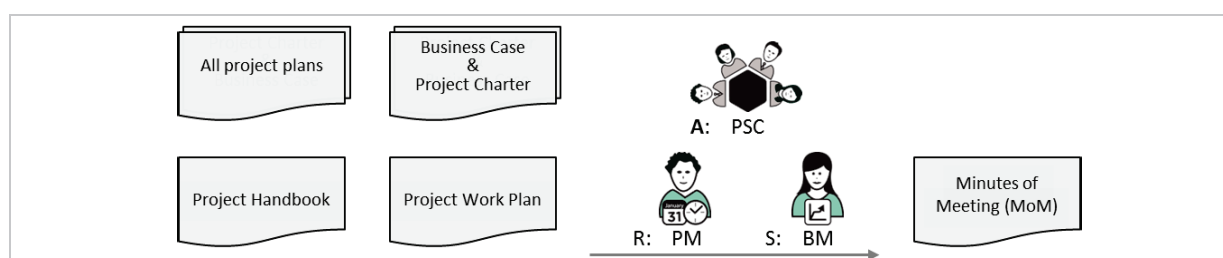 All project plans
Business Case
&
Project Charter
A: PSC
Project Handbook
Project Work Plan
January
31
R: PM
S: BM
Minutes of
Meeting (MoM)